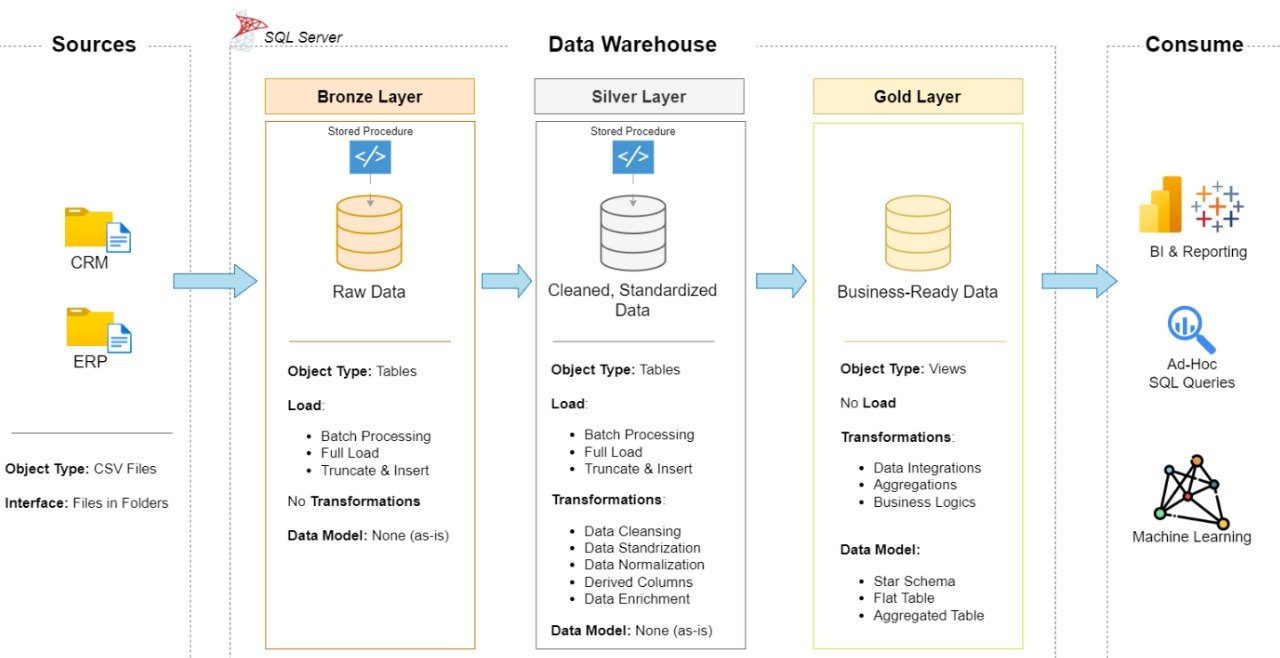 Sources
CRM
ERP
Object Type: CSV Files
Interface: Files in Folders
SQL Server
Data Warehouse
Bronze Layer
Stored Procedure
</>
Raw Data
Object Type: Tables
Load:
• Batch Processing
• Full Load
• Truncate & Insert
No Transformations
Data Model: None (as-is)
Silver Layer
Stored Procedure
</>
Cleaned, Standardized
Data
Object Type: Tables
Load:
• Batch Processing
• Full Load
• Truncate & Insert
Transformations:
• Data Cleansing
• Data Standrization
• Data Normalization
• Derived Columns
• Data Enrichment
Data Model: None (as-is)
Gold Layer
Business-Ready Data
Object Type: Views
No Load
Transformations:
• Data Integrations
• Aggregations
• Business Logics
Data Model:
• Star Schema
• Flat Table
• Aggregated Table
Consume
BI & Reporting
Ad-Hoc
SQL Queries
Machine Learning